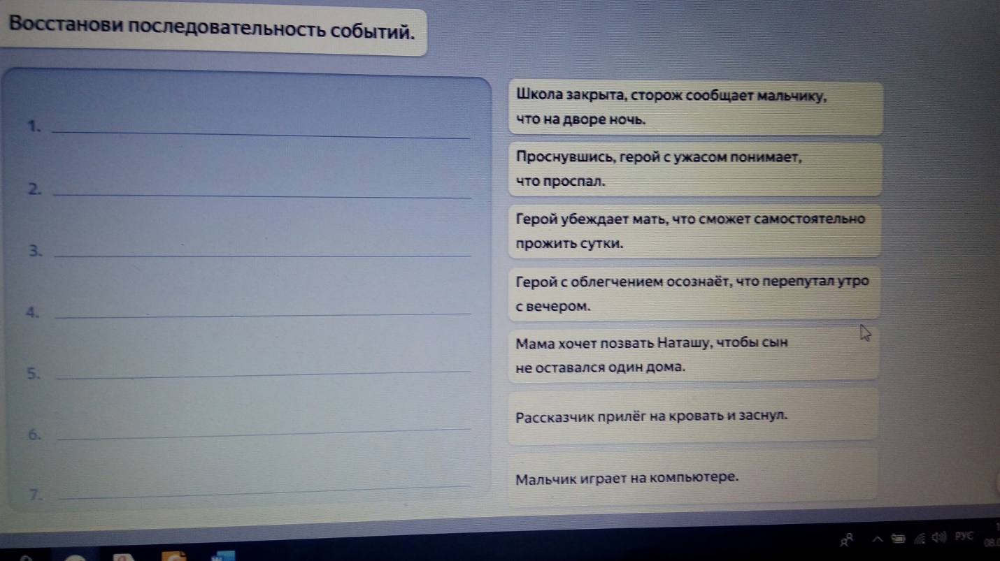 Восстанови последовательность событий.
1.
2.
3.
4.
5.
6.
7.
Школа закрыта, сторож сообщает мальчику,
что на дворе ночь.
Проснувшись, герой с ужасом понимает,
что проспал.
Герой убеждает мать, что сможет самостоятельно
прожить сутки.
Герой с облегчением осознаёт, что перепутал утро
с вечером.
Мама хочет позвать Наташу, чтобы сын
не оставался один дома.
Рассказчик прилёг на кровать и заснул.
Мальчик играет на компьютере.
РУС